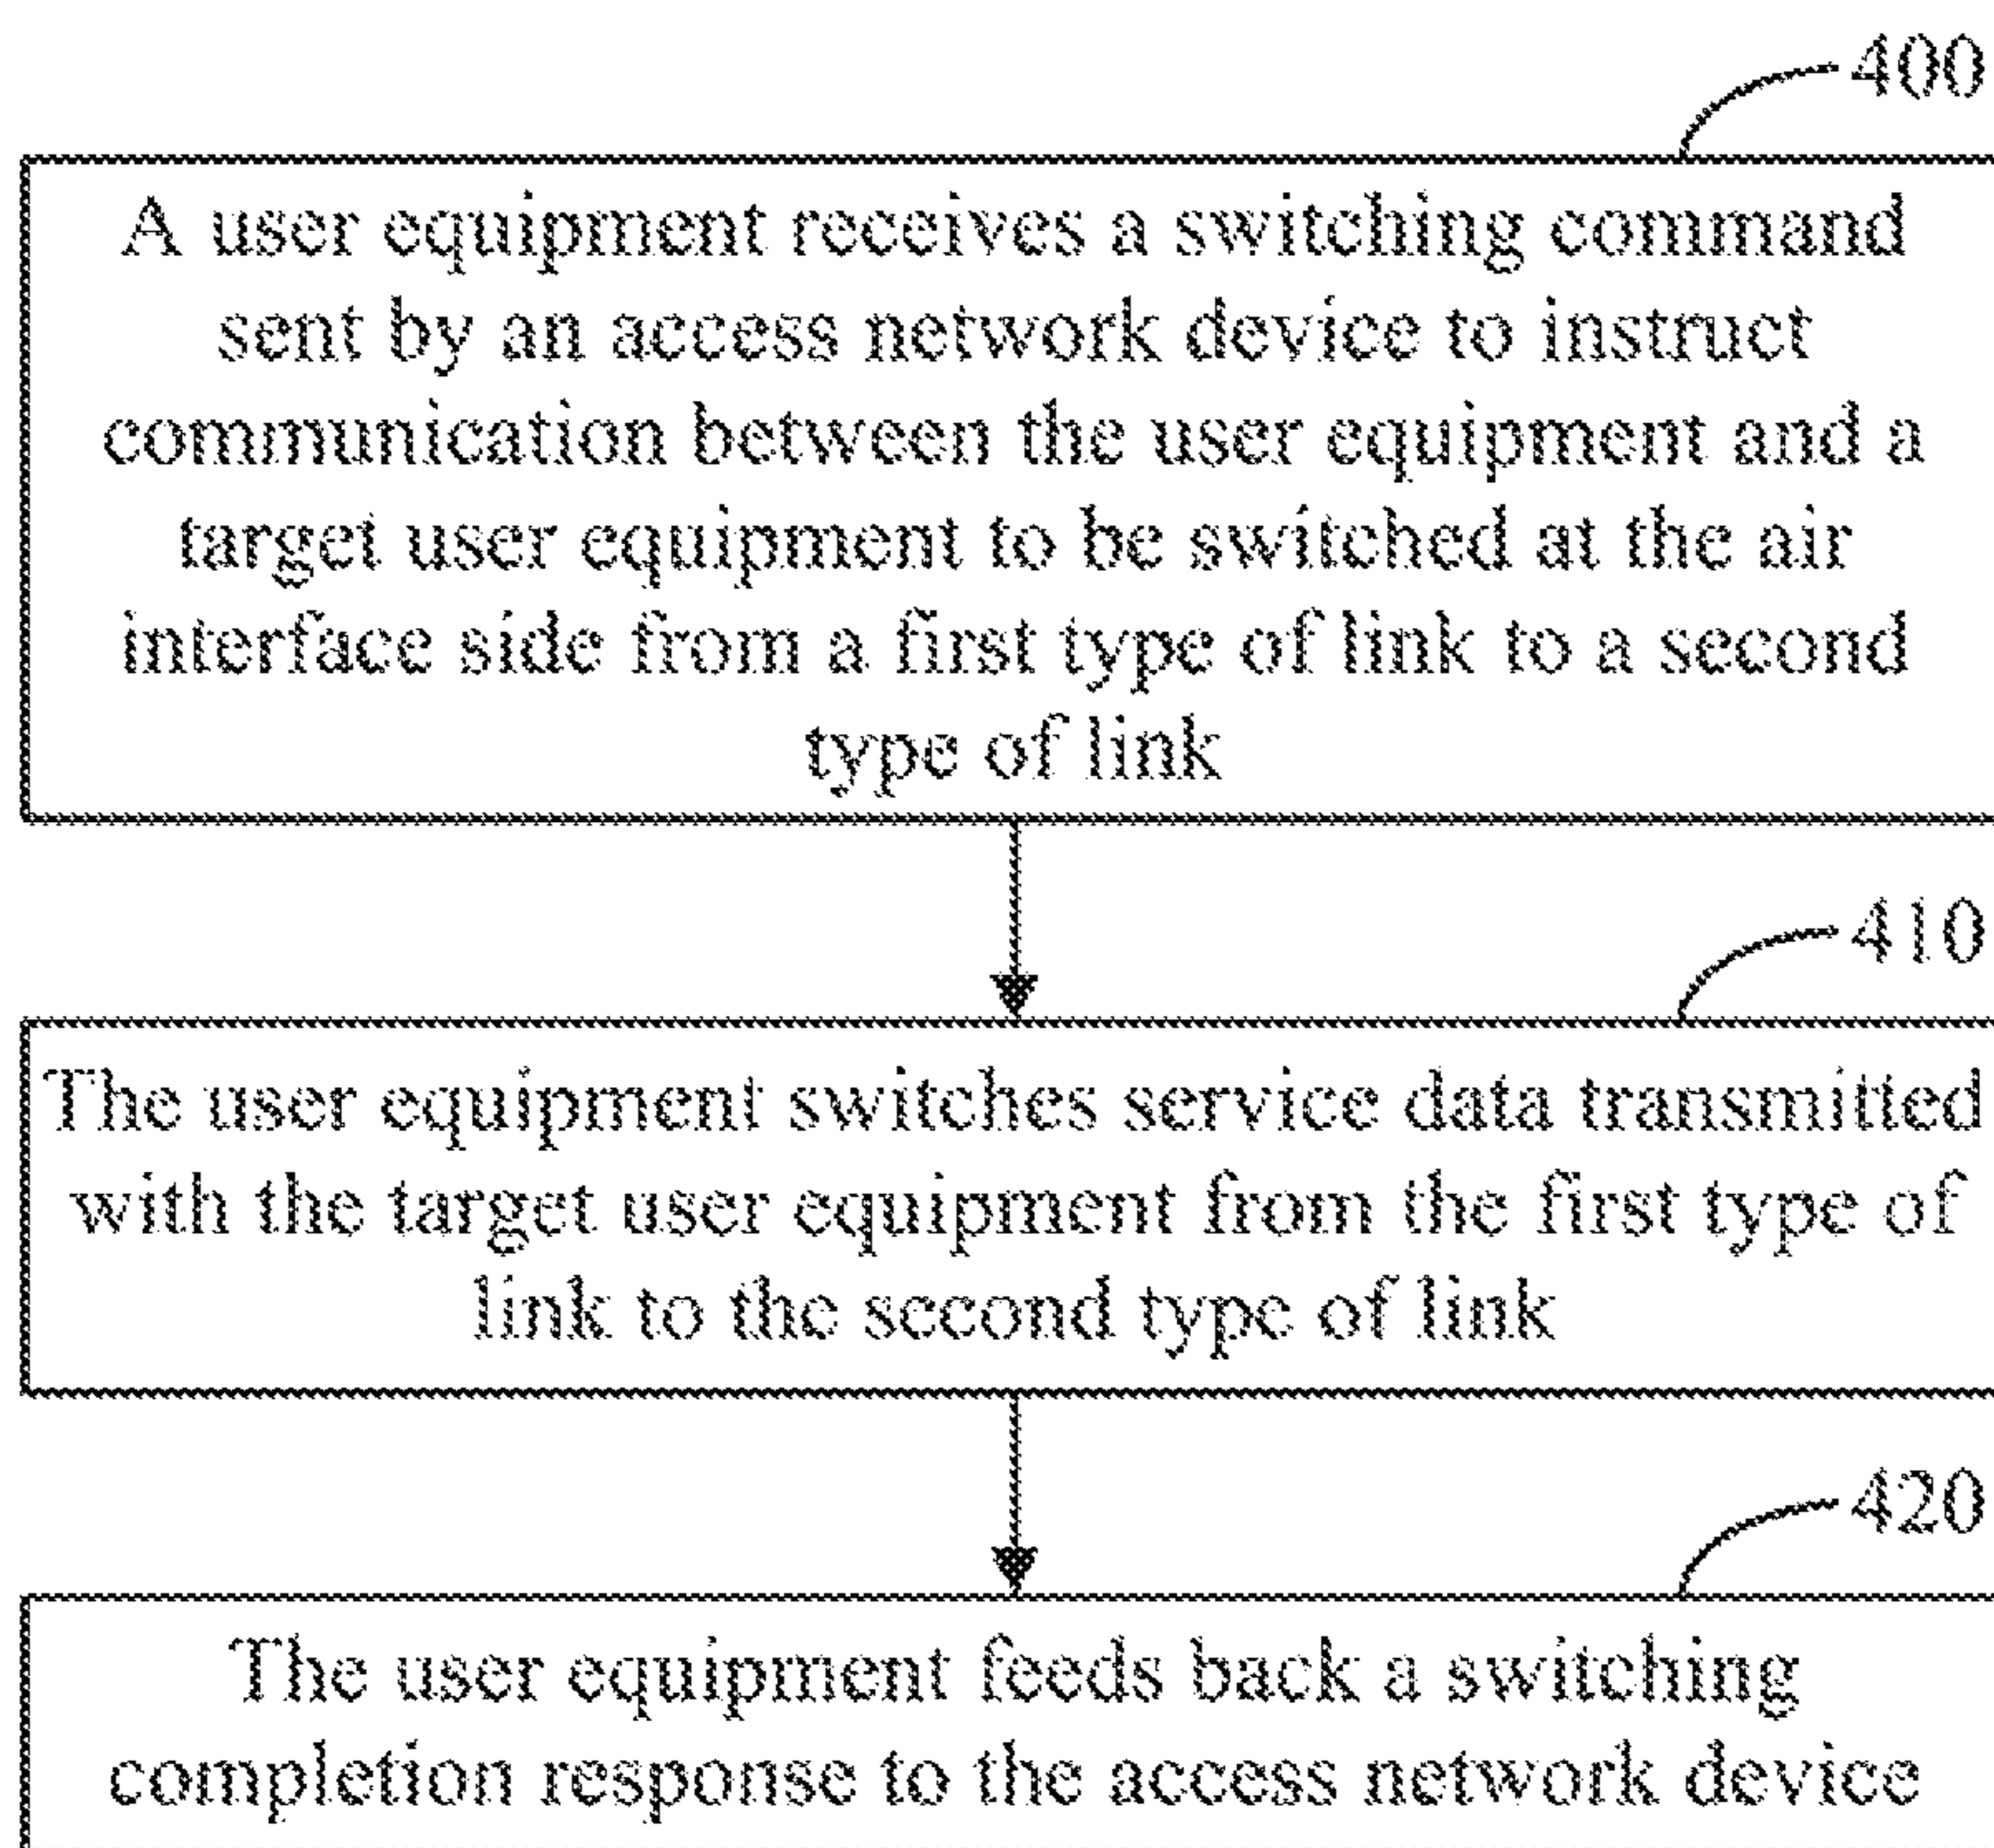 400
A user equipment receives a switching command
sent by an access network device to instruct
communication between the user equipment and a
target user equipment to be switched at the air
interface side from a first type of link to a second
type of link
410
The user equipment switches service data transmitted
with the target user equipment from the first type of
link to the second type of link
420
The user equipment feeds back a switching
completion response to the access network device